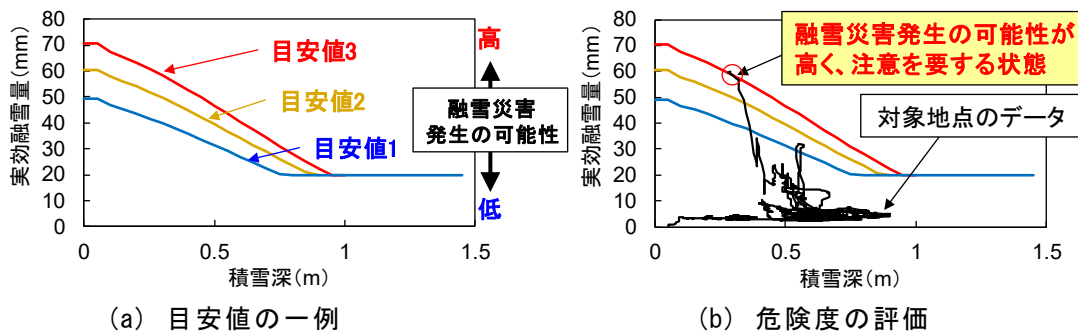 80
70
60
50
40
30
20
10
0
実効融雪量(mm)
0
0.5
1
1.5
積雪深(m)
目安値3
目安値2
目安値1
高
融雪災害
発生の可能性
低
(a) 目安値の一例
80
70
60
50
40
30
20
10
0
実効融雪量(mm)
0
0.5
1
1.5
積雪深(m)
融雪災害発生の可能性が
高く、注意を要する状態
対象地点のデータ
(b) 危険度の評価